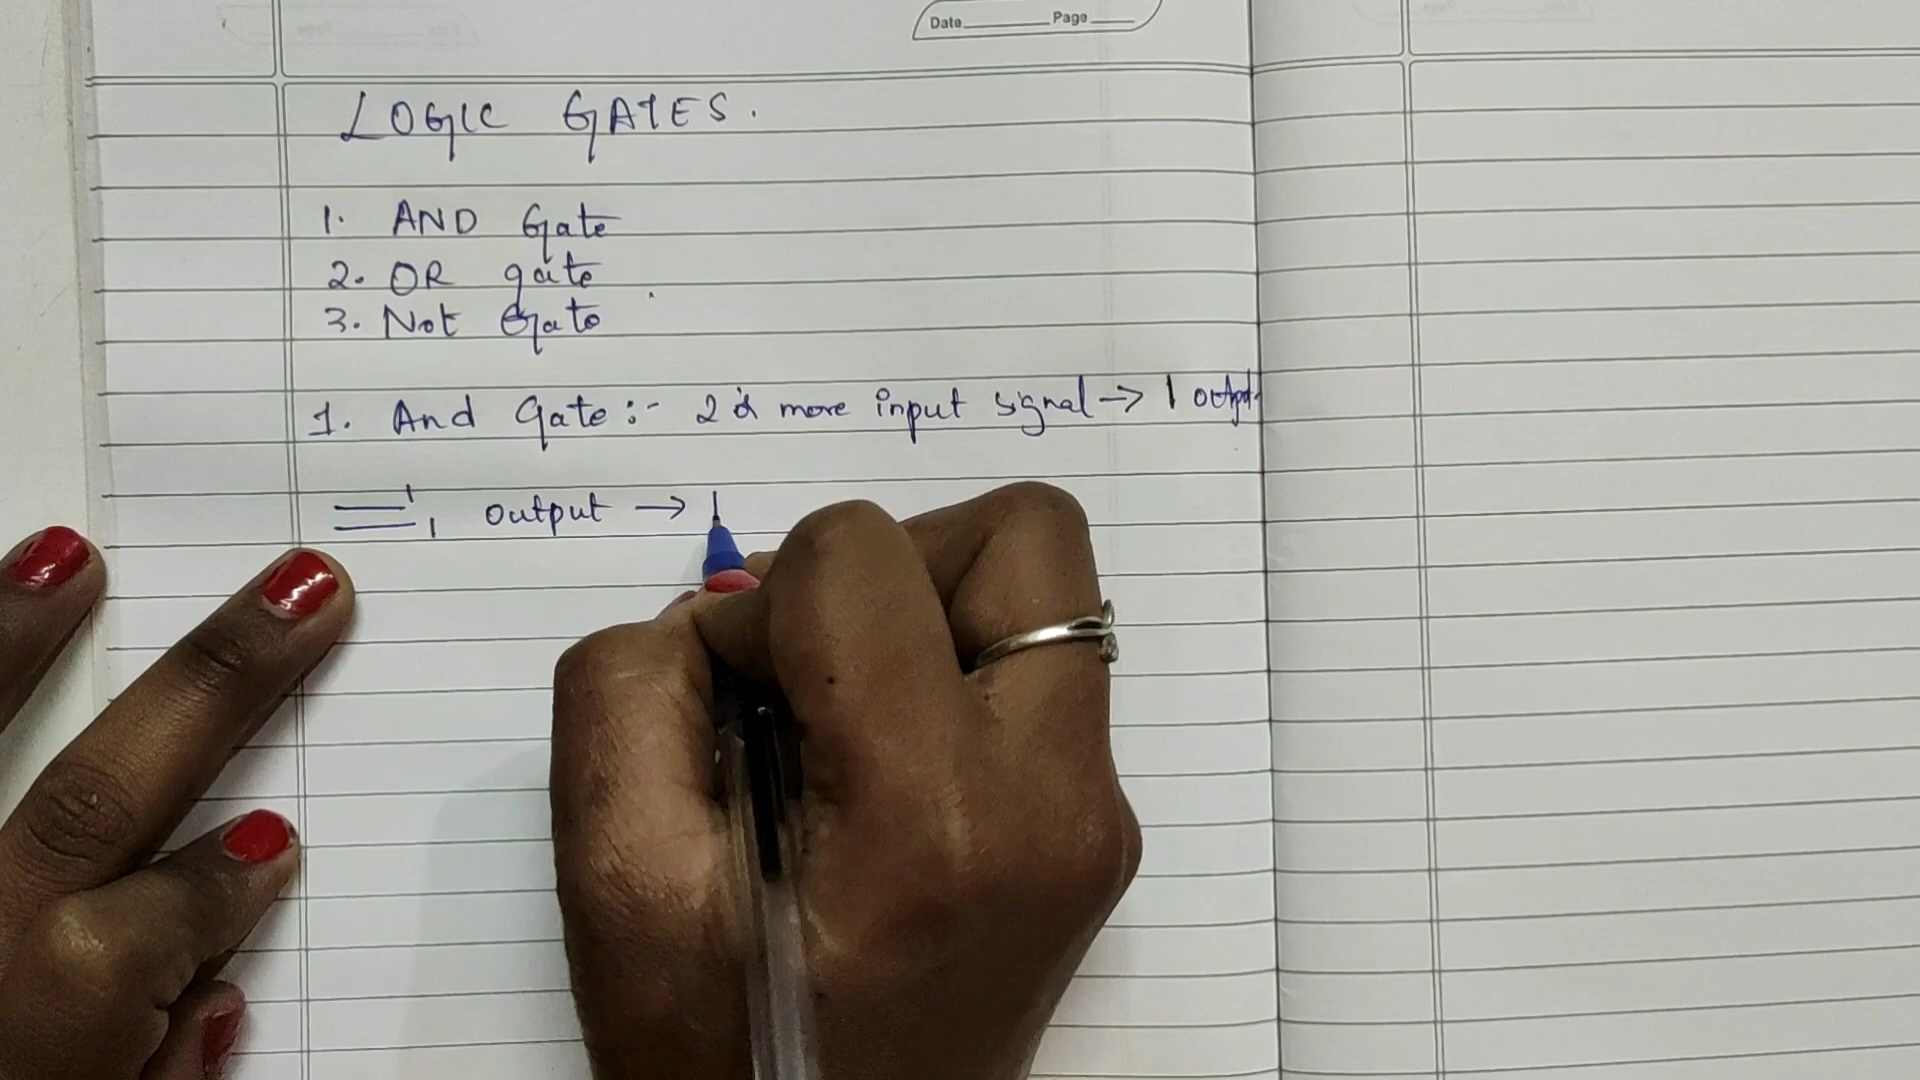 Date Page
LOGIC GATES.
1. AND Gate
2. OR gate
3. Not Gate
1. And Gate :- 2 or more input signal → 1 output
1 1 output → 1